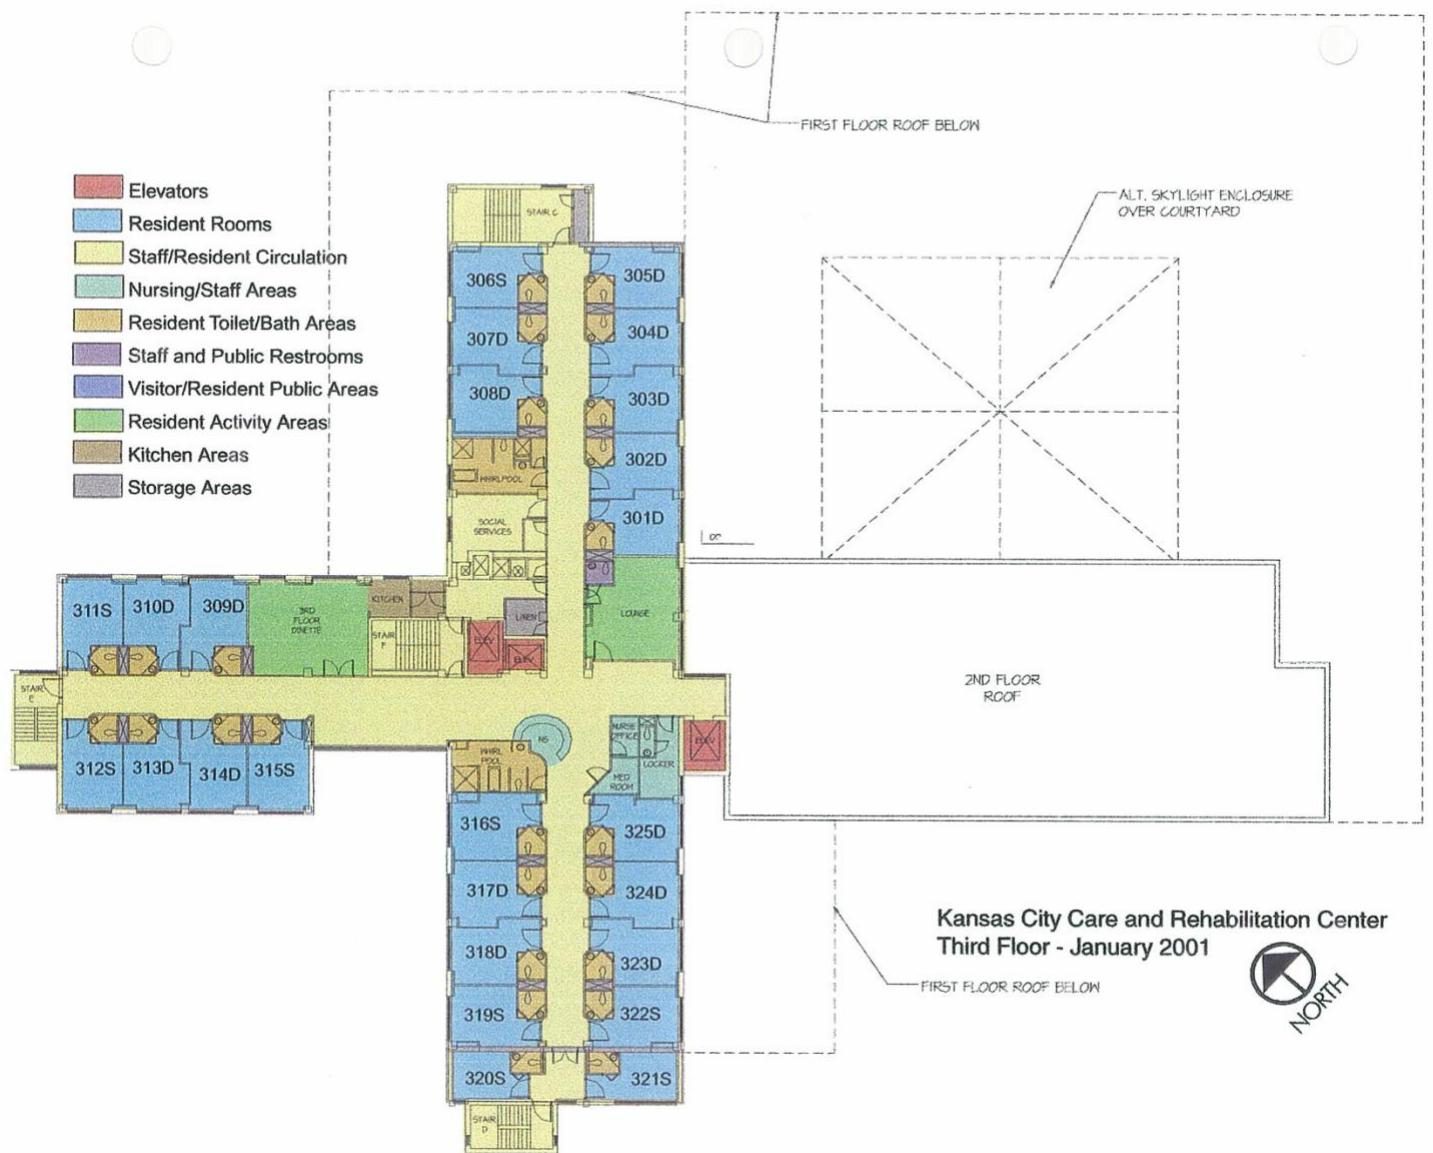 FIRST FLOOR ROOF BELOW
ALT. SKYLIGHT ENCLOSURE
OVER COURTYARD
Elevators
Resident Rooms
Staff/Resident Circulation
Nursing/Staff Areas
Resident Toilet/Bath Areas
Staff and Public Restrooms
Visitor/Resident Public Areas
Resident Activity Areas
Kitchen Areas
Storage Areas
STAIR C
306S
305D
307D
304D
308D
303D
302D
WHIRLPOOL
301D
SOCIAL
SERVICES
311S
310D
309D
3RD
FLOOR
DINETTE
KITCHEN
STAIR
F
LINEN
ELEV
ELEV
LOUNGE
2ND FLOOR
ROOF
STAIR
E
312S
313D
314D
315S
NS
NURSE
OFFICE
ELEV
WHIRL
POOL
MED
ROOM
LOCKER
316S
325D
317D
324D
318D
323D
319S
322S
320S
321S
STAIR
D
Kansas City Care and Rehabilitation Center
Third Floor - January 2001
FIRST FLOOR ROOF BELOW
NORTH